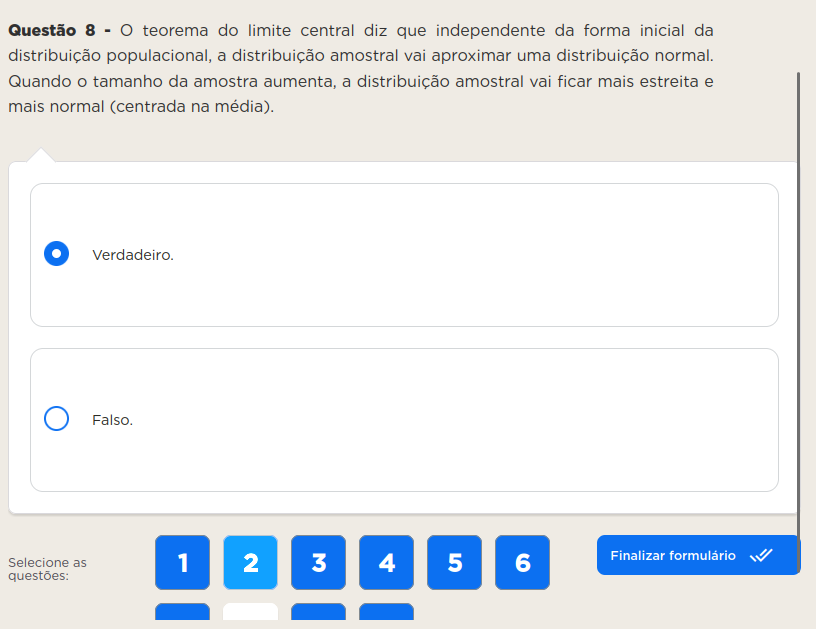 Questão 8 - O teorema do limite central diz que independente da forma inicial da
distribuição populacional, a distribuição amostral vai aproximar uma distribuição normal.
Quando o tamanho da amostra aumenta, a distribuição amostral vai ficar mais estreita e
mais normal (centrada na média).
Verdadeiro.
Falso.
Selecione as
questões:
1 2 3 4 5 6
Finalizar formulário